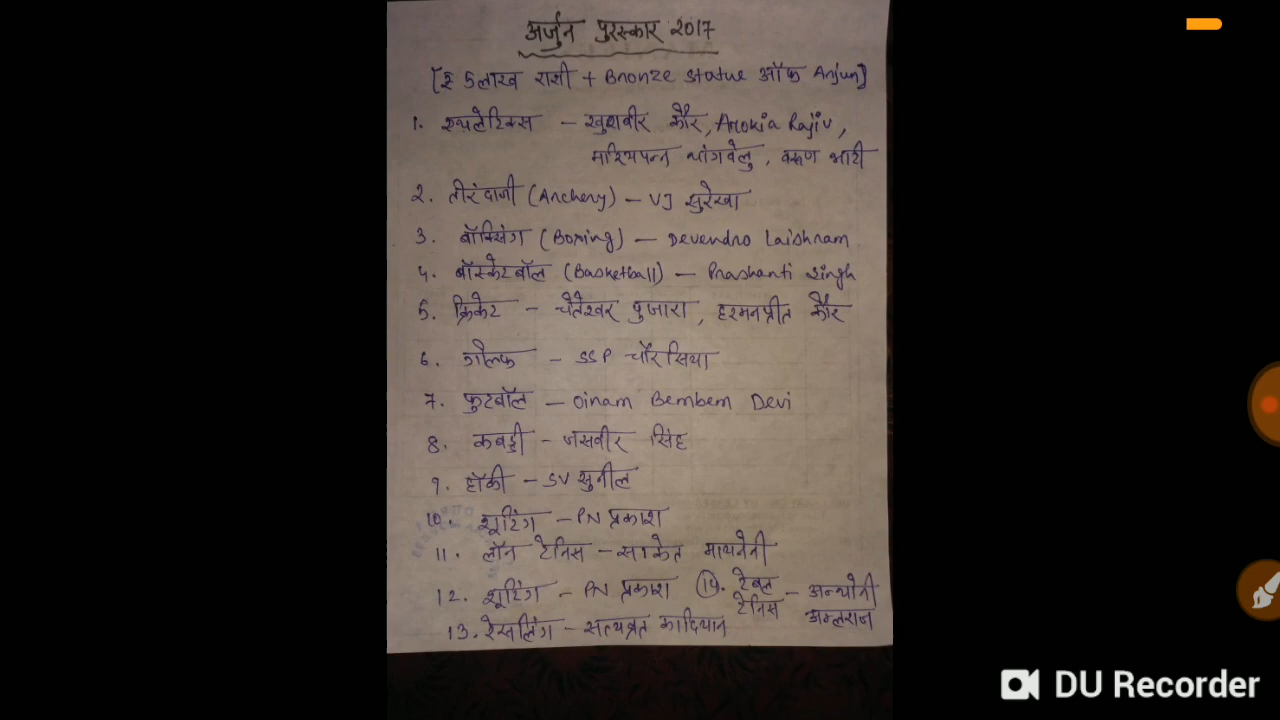 अर्जुन पुरस्कार 2017
[₹ 5लाख राशी + Bronze statue ऑफ Arjun]
1. एथलेटिक्स - खुशबीर कौर, Arokia Rajiv,
मरियपन्न थांगवेलु, वरुण भाटी
2. तीरंदाजी (Archery) - VJ सुरेखा
3. बॉक्सिंग (Boxing) - Devendro Laishram
4. बॉस्केटबॉल (Basketball) - Prashanti Singh
5. क्रिकेट - चेतेश्वर पुजारा, हरमनप्रीत कौर
6. गोल्फ - SSP चौरसिया
7. फुटबॉल - Oinam Bembem Devi
8. कबड्डी - जसवीर सिंह
9. हॉकी - SV सुनील
10. शूटिंग - PN प्रकाश
11. लॉन टेनिस - साकेत मायनेनी
12. शूटिंग - PN प्रकाश 14. टेबल टेनिस - अन्थोनी अमलराज
13. रेसलिंग - सत्यव्रत कादियान
DU Recorder